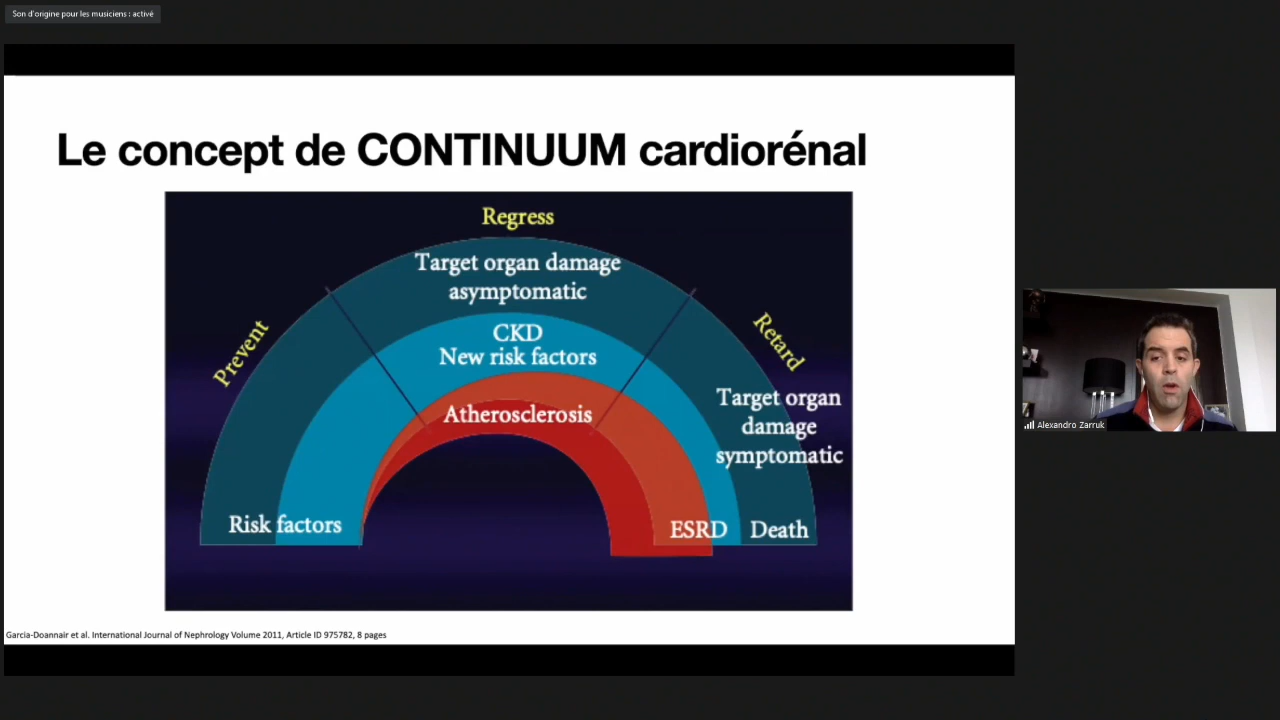 Son d'origine pour les musiciens : activé
Le concept de CONTINUUM cardiorénal
Regress
Target organ damage
asymptomatic
Prevent
CKD
New risk factors
Retard
Atherosclerosis
Target organ
damage
symptomatic
Risk factors
ESRD
Death
Alexandro Zarruk
Garcia-Doannair et al. International Journal of Nephrology Volume 2011, Article ID 975782, 8 pages